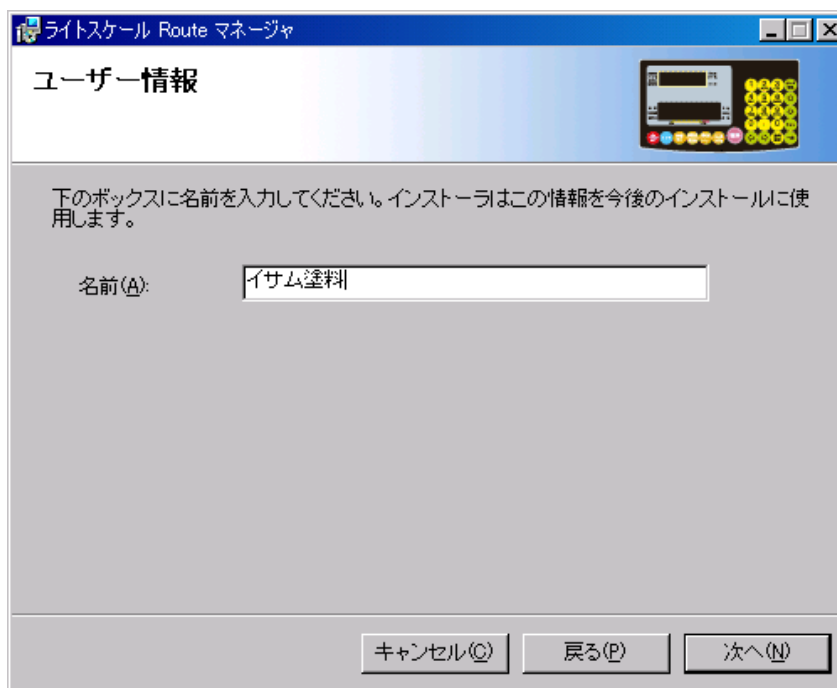 ライトスケール Route マネージャ
ユーザー情報
下のボックスに名前を入力してください。インストーラはこの情報を今後のインストールに使
用します。
名前(A):
イサム塗料
キャンセル(C)
戻る(P)
次へ(N)